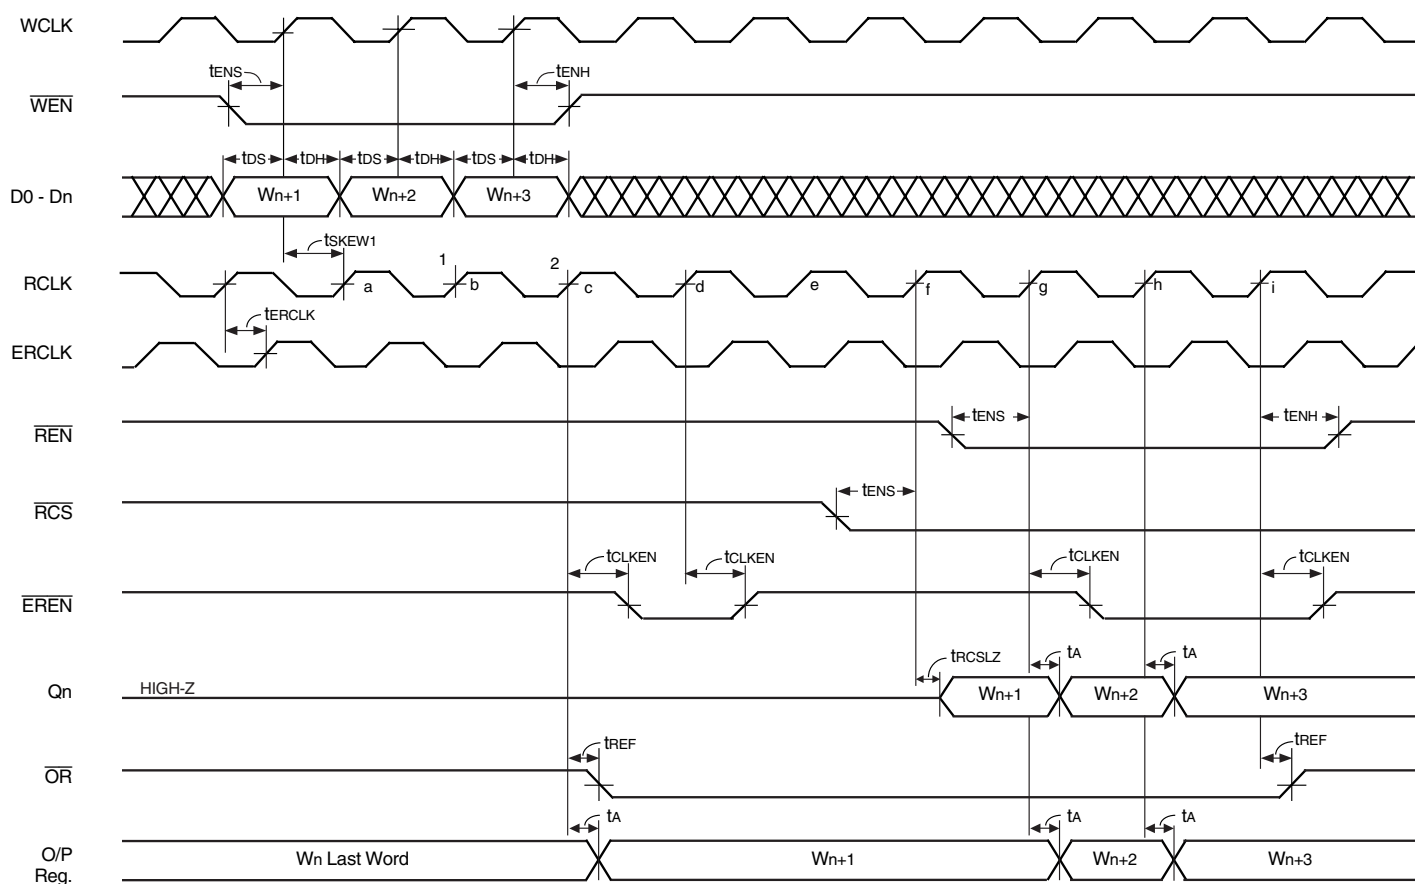 WCLK
tENS
tENH
WEN
tDS tDH tDS tDH tDS tDH
D0 - Dn Wn+1 Wn+2 Wn+3
tSKEW1
1 2
RCLK a b c d e f g h i
tERCLK
ERCLK
tENS tENH
REN
tENS
RCS
tCLKEN tCLKEN tCLKEN tCLKEN
EREN
tRCSLZ tA tA
Qn HIGH-Z Wn+1 Wn+2 Wn+3
tREF tREF
OR
tA tA tA
O/P Wn Last Word Wn+1 Wn+2 Wn+3
Reg.